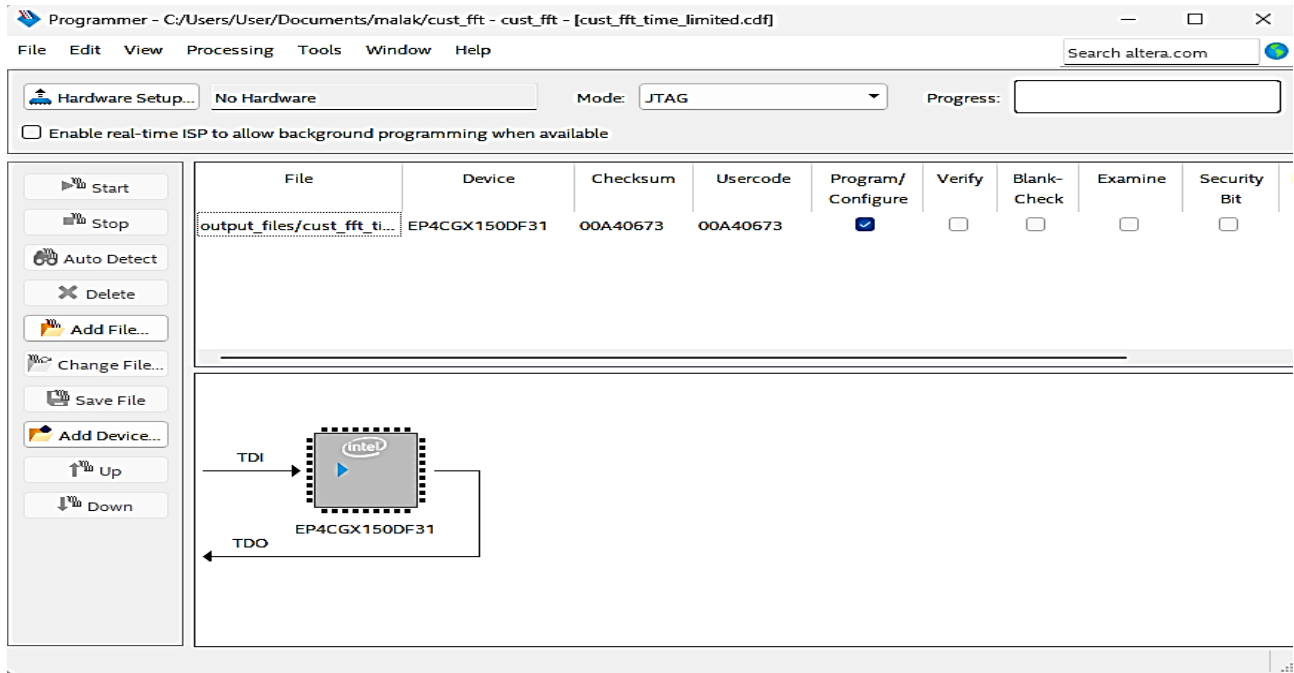 Programmer - C:/Users/User/Documents/malak/cust_fft - cust_fft - [cust_fft_time_limited.cdf]
File Edit View Processing Tools Window Help
Search altera.com
Hardware Setup... No Hardware Mode: JTAG Progress:
Enable real-time ISP to allow background programming when available
Start
Stop
Auto Detect
Delete
Add File...
Change File...
Save File
Add Device...
Up
Down
File Device Checksum Usercode Program/ Verify Blank- Examine Security
Configure Check Bit
output_files/cust_fft_ti... EP4CGX150DF31 00A40673 00A40673
intel
TDI
EP4CGX150DF31
TDO